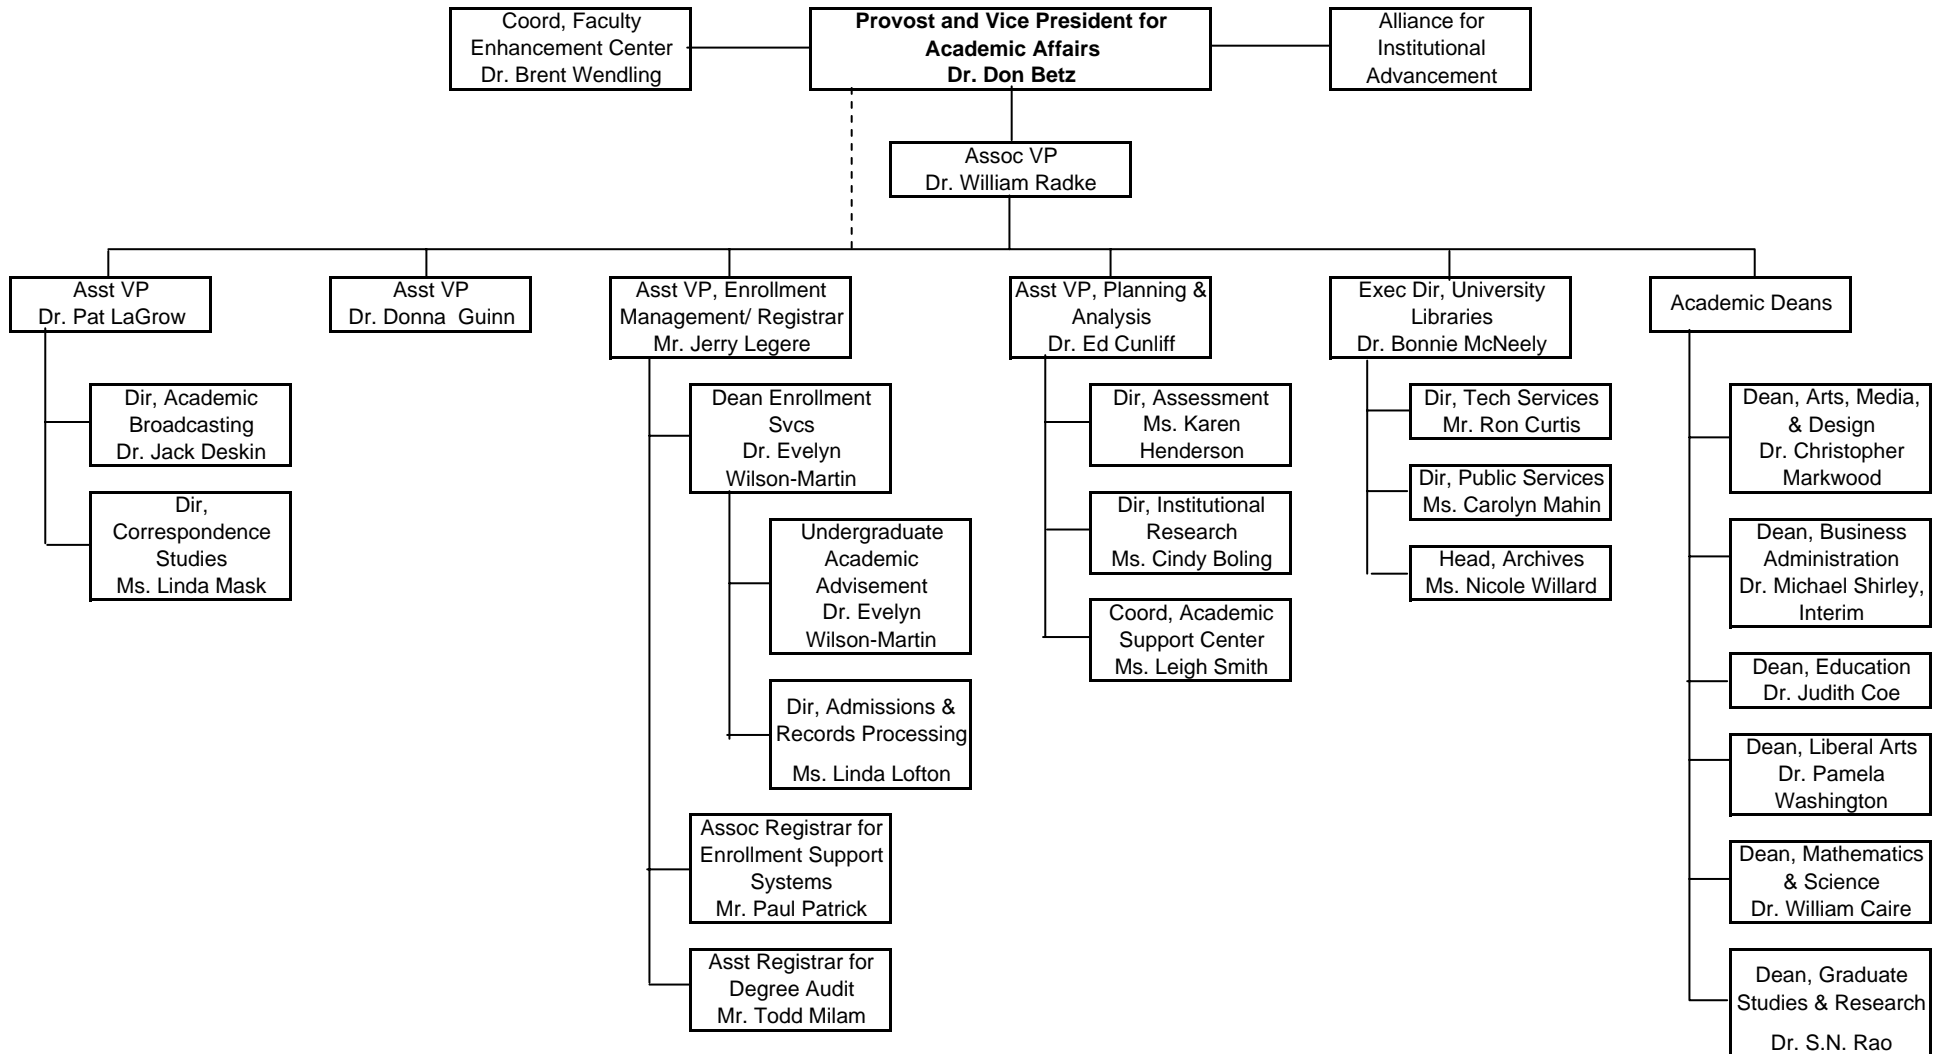 Coord, Faculty
Enhancement Center
Dr. Brent Wendling
Provost and Vice President for
Academic Affairs
Dr. Don Betz
Alliance for
Institutional
Advancement
Assoc VP
Dr. William Radke
Asst VP
Dr. Pat LaGrow
Asst VP
Dr. Donna Guinn
Asst VP, Enrollment
Management/ Registrar
Mr. Jerry Legere
Asst VP, Planning &
Analysis
Dr. Ed Cunliff
Exec Dir, University
Libraries
Dr. Bonnie McNeely
Academic Deans
Dir, Academic
Broadcasting
Dr. Jack Deskin
Dir,
Correspondence
Studies
Ms. Linda Mask
Dean Enrollment
Svcs
Dr. Evelyn
Wilson-Martin
Undergraduate
Academic
Advisement
Dr. Evelyn
Wilson-Martin
Dir, Admissions &
Records Processing
Ms. Linda Lofton
Assoc Registrar for
Enrollment Support
Systems
Mr. Paul Patrick
Asst Registrar for
Degree Audit
Mr. Todd Milam
Dir, Assessment
Ms. Karen
Henderson
Dir, Institutional
Research
Ms. Cindy Boling
Coord, Academic
Support Center
Ms. Leigh Smith
Dir, Tech Services
Mr. Ron Curtis
Dir, Public Services
Ms. Carolyn Mahin
Head, Archives
Ms. Nicole Willard
Dean, Arts, Media,
& Design
Dr. Christopher
Markwood
Dean, Business
Administration
Dr. Michael Shirley,
Interim
Dean, Education
Dr. Judith Coe
Dean, Liberal Arts
Dr. Pamela
Washington
Dean, Mathematics
& Science
Dr. William Caire
Dean, Graduate
Studies & Research
Dr. S.N. Rao